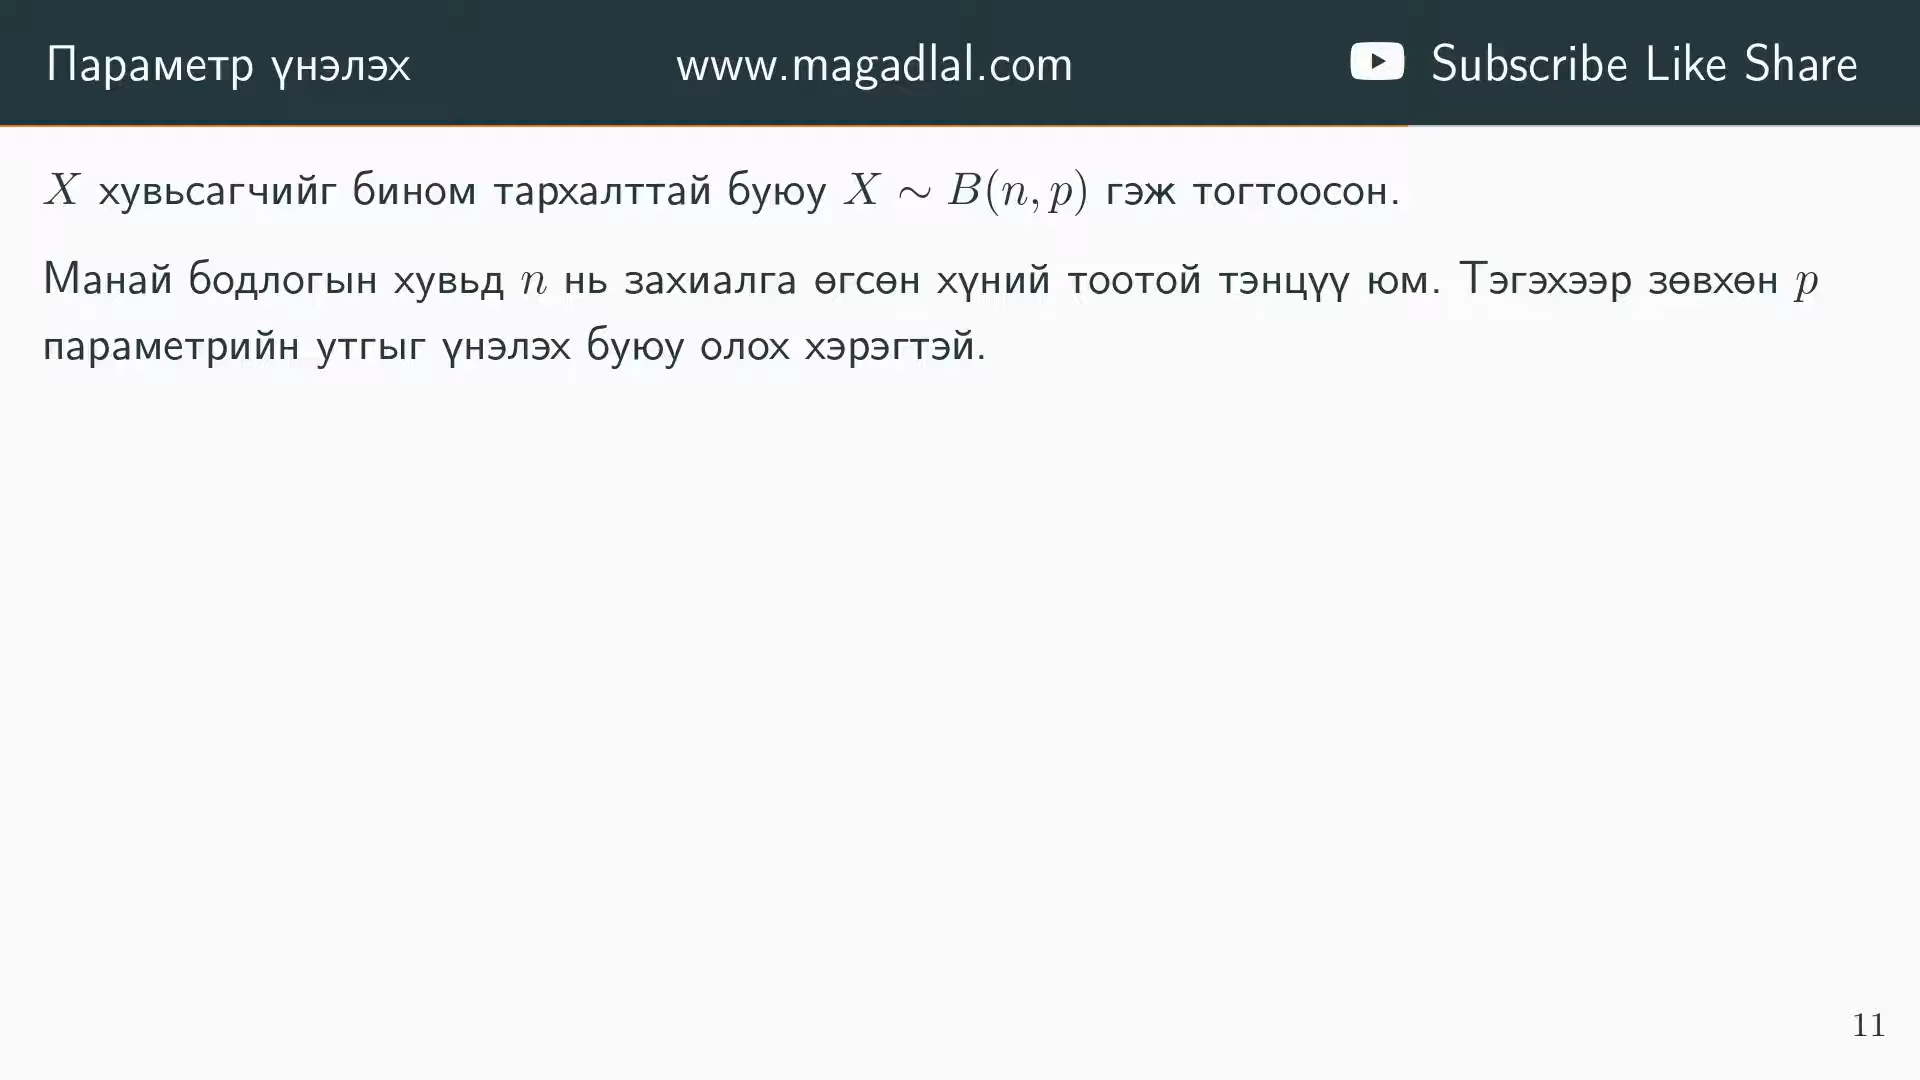 Параметр үнэлэх www.magadlal.com Subscribe Like Share
X хувьсагчийг бином тархалттай буюу X ∼ B(n, p) гэж тогтоосон.
Манай бодлогын хувьд n нь захиалга өгсөн хүний тоотой тэнцүү юм. Тэгэхээр зөвхөн p
параметрийн утгыг үнэлэх буюу олох хэрэгтэй.
11